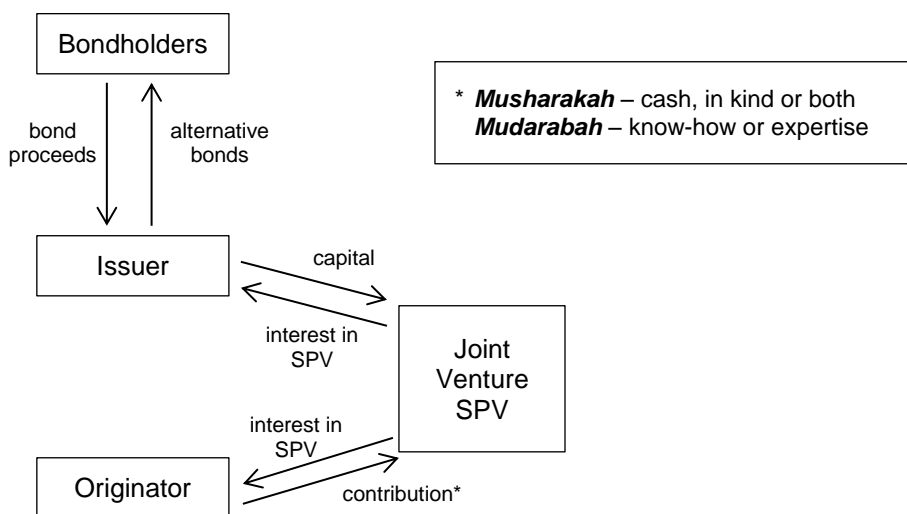 Bondholders
* Musharakah – cash, in kind or both
Mudarabah – know-how or expertise
bond
proceeds
alternative
bonds
Issuer
capital
interest in
SPV
Joint
Venture
SPV
interest in
SPV
Originator
contribution*